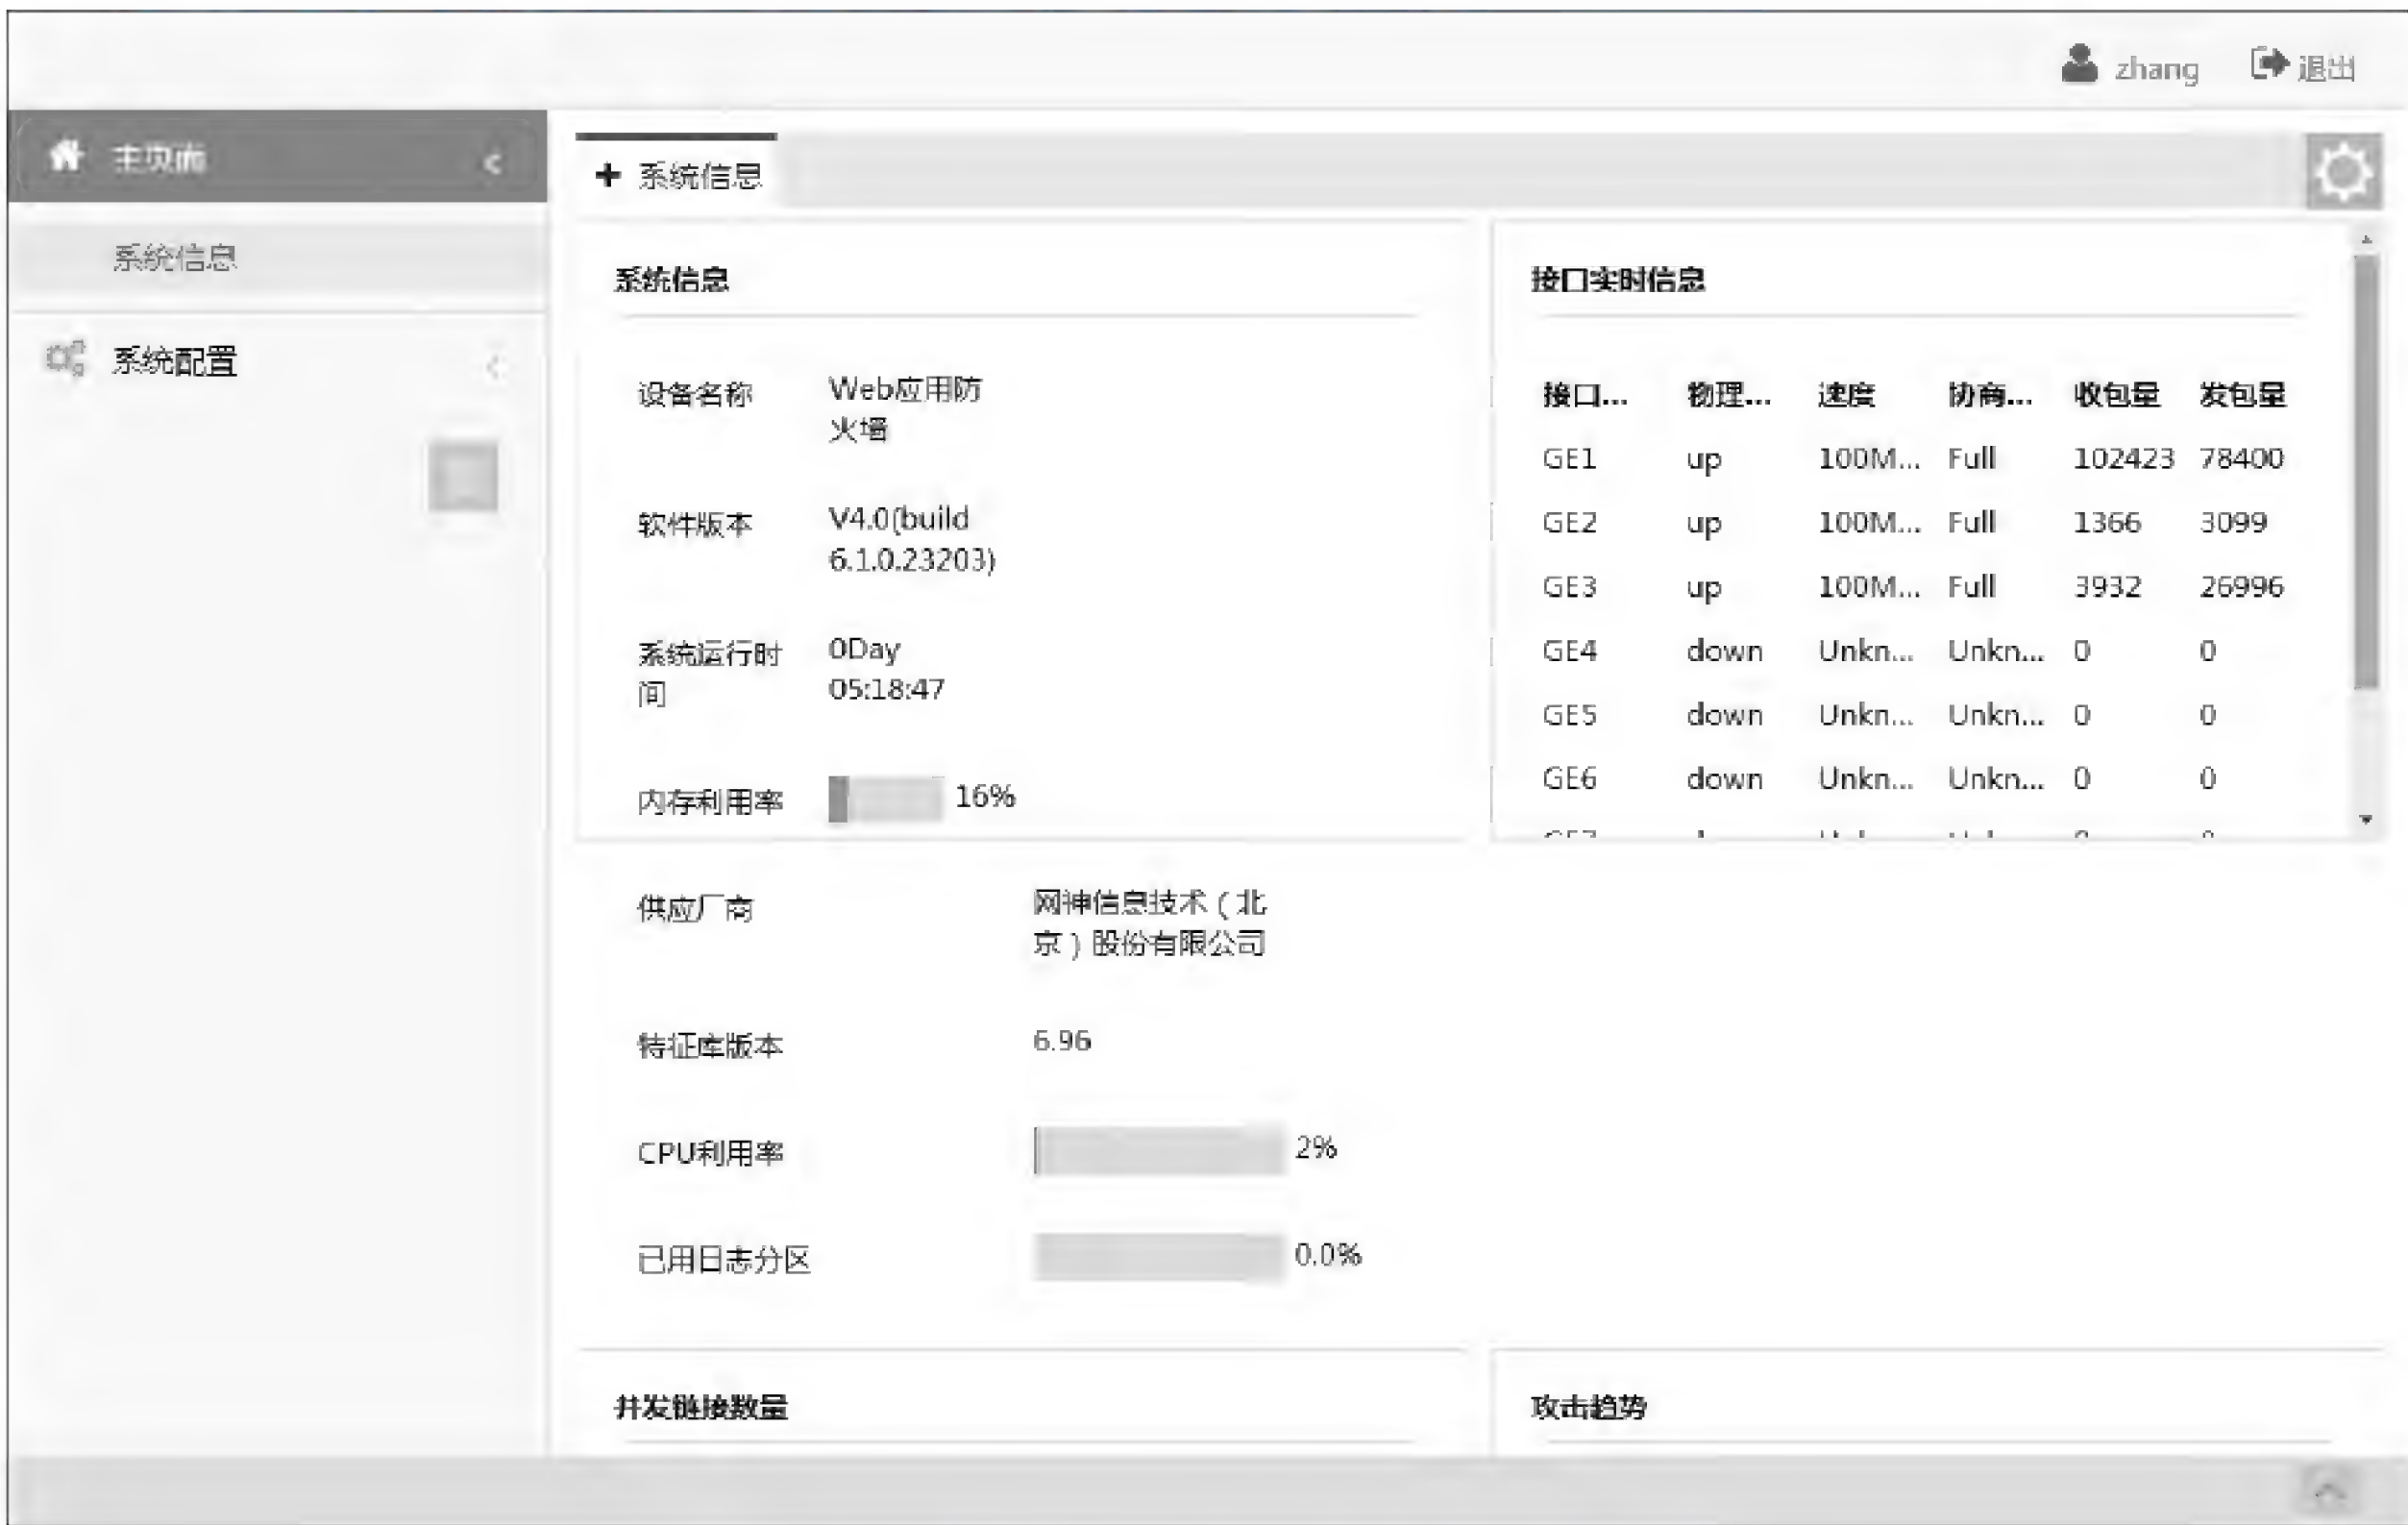 zhang 退出
主页面
系统信息
系统配置
系统信息
系统信息
设备名称 Web应用防
火墙
软件版本 V4.0(build
6.1.0.23203)
系统运行时 0Day
间 05:18:47
内存利用率 16%
供应厂商 网神信息技术（北
京）股份有限公司
特征库版本 6.96
CPU利用率 2%
已用日志分区 0.0%
接口实时信息
接口... 物理... 速度 协商... 收包量 发包量
GE1 up 100M... Full 102423 78400
GE2 up 100M... Full 1366 3099
GE3 up 100M... Full 3932 26996
GE4 down Unkn... Unkn... 0 0
GE5 down Unkn... Unkn... 0 0
GE6 down Unkn... Unkn... 0 0
并发链接数量
攻击趋势